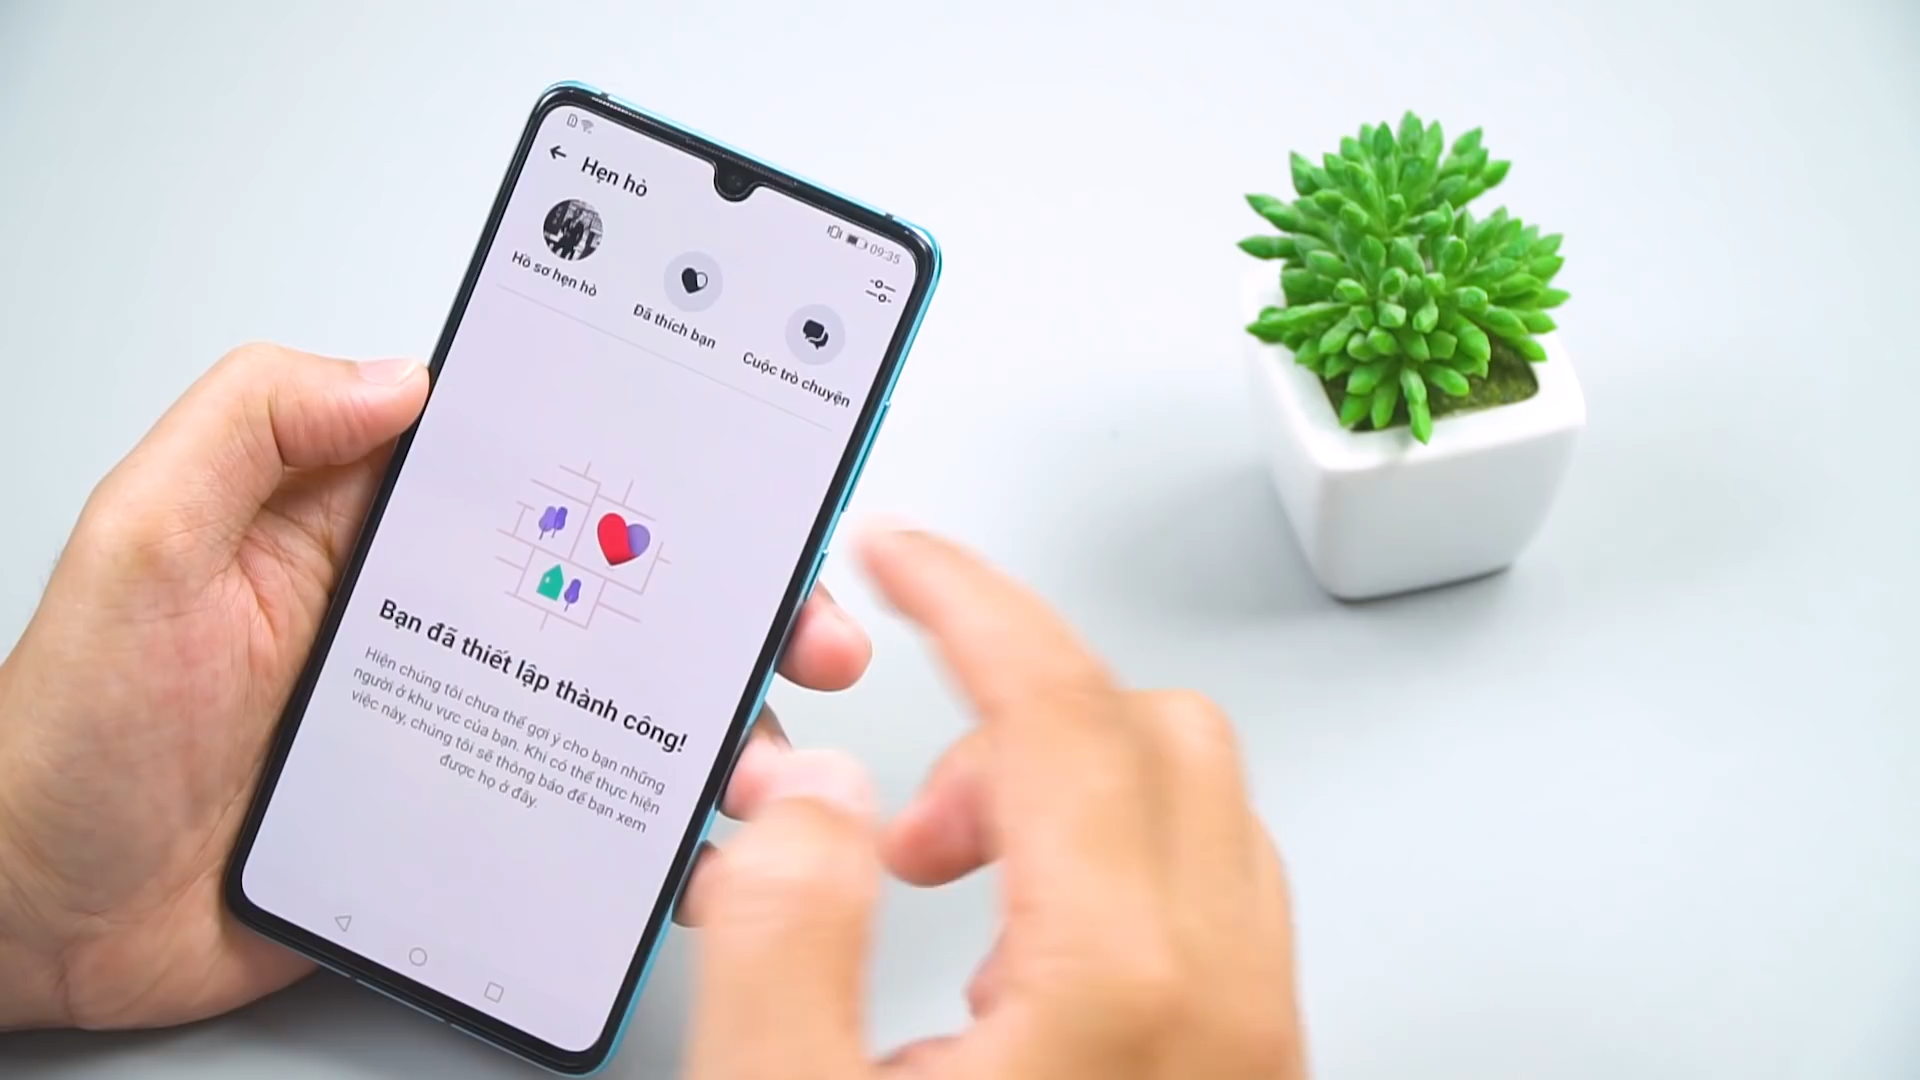 09:35
Hẹn hò
Hồ sơ hẹn hò
Đã thích bạn
Cuộc trò chuyện
Bạn đã thiết lập thành công!
Hiện chúng tôi chưa thể gợi ý cho bạn những
người ở khu vực của bạn. Khi có thể thực hiện
việc này, chúng tôi sẽ thông báo để bạn xem
được họ ở đây.